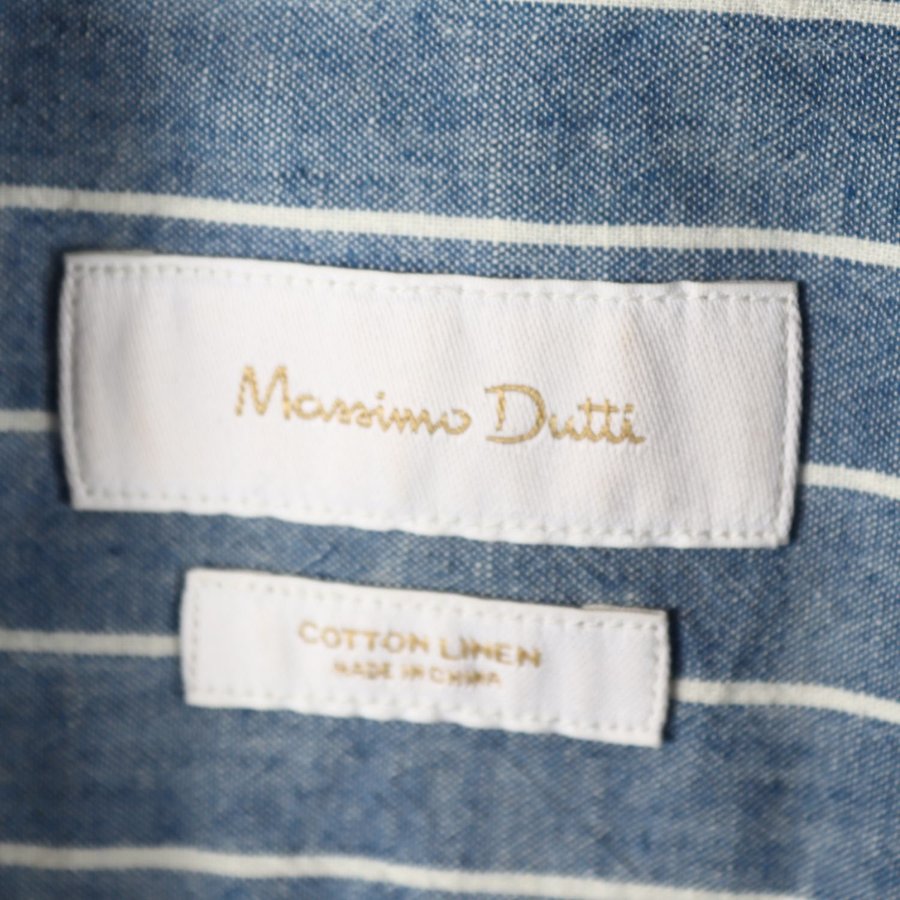 Massimo Dutti
COTTON LINEN
MADE IN CHINA